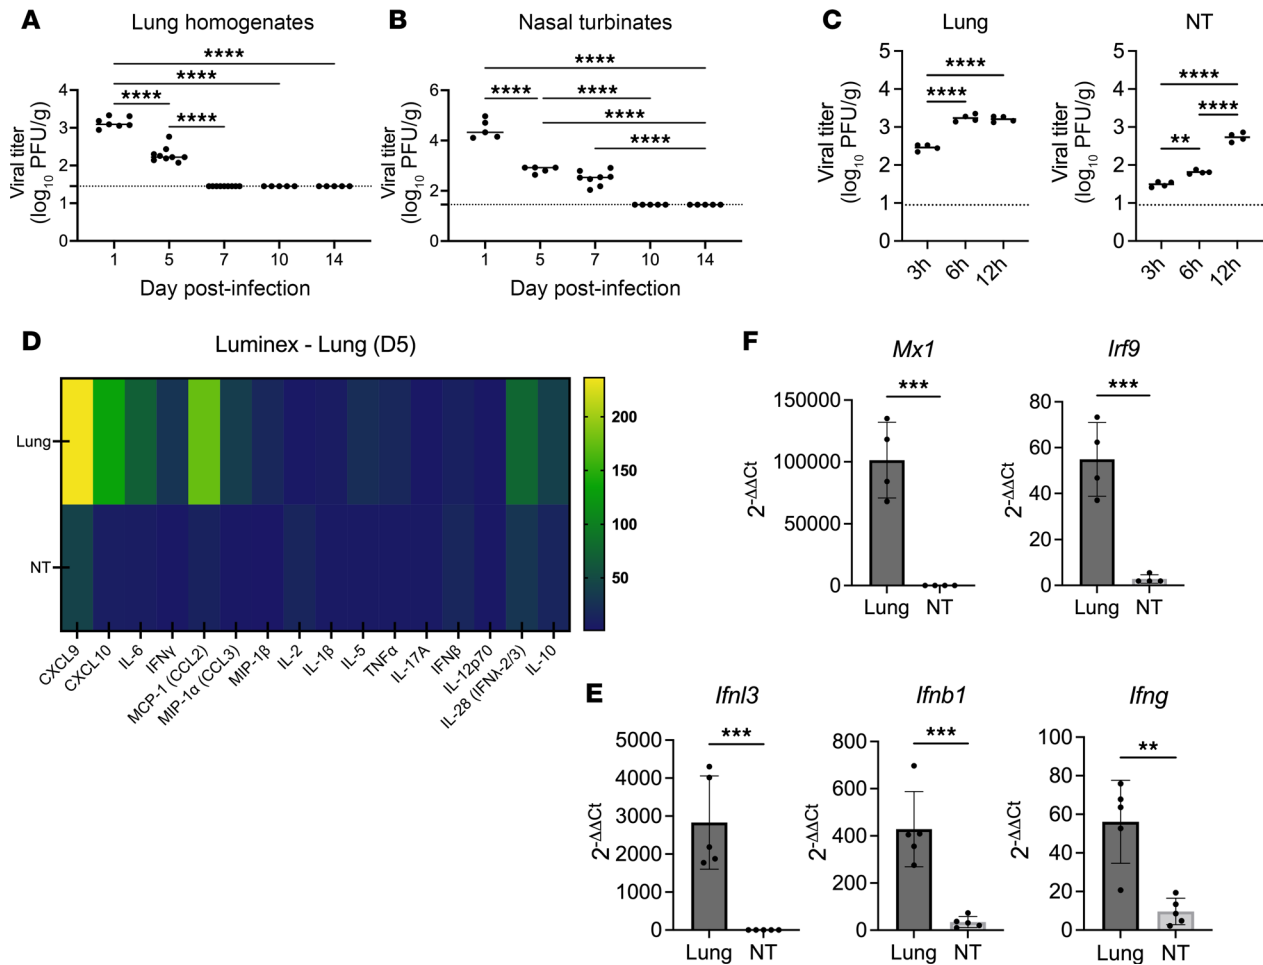 A
Lung homogenates
****
****
****
****
Viral titer
(log10 PFU/g)
4
3
2
1
0
1
5
7
10
14
Day post-infection
B
Nasal turbinates
****
****
****
****
****
Viral titer
(log10 PFU/g)
6
4
2
0
1
5
7
10
14
Day post-infection
C
Lung
****
****
Viral titer
(log10 PFU/g)
5
4
3
2
1
0
3h
6h
12h
NT
****
****
**
Viral titer
(log10 PFU/g)
5
4
3
2
1
0
3h
6h
12h
D
Luminex - Lung (D5)
Lung
NT
200
150
100
50
CXCL9
CXCL10
IL-6
IFNγ
MCP-1 (CCL2)
MIP-1α (CCL3)
MIP-1β
IL-2
IL-1β
IL-5
TNFα
IL-17A
IFNβ
IL-12p70
IL-28 (IFNλ-2/3)
IL-10
F
Mx1
***
2-ΔΔCt
150000
100000
50000
0
Lung
NT
Irf9
***
2-ΔΔCt
80
60
40
20
0
Lung
NT
E
Ifnl3
***
2-ΔΔCt
5000
4000
3000
2000
1000
0
Lung
NT
Ifnb1
***
2-ΔΔCt
800
600
400
200
0
Lung
NT
Ifng
**
2-ΔΔCt
100
80
60
40
20
0
Lung
NT